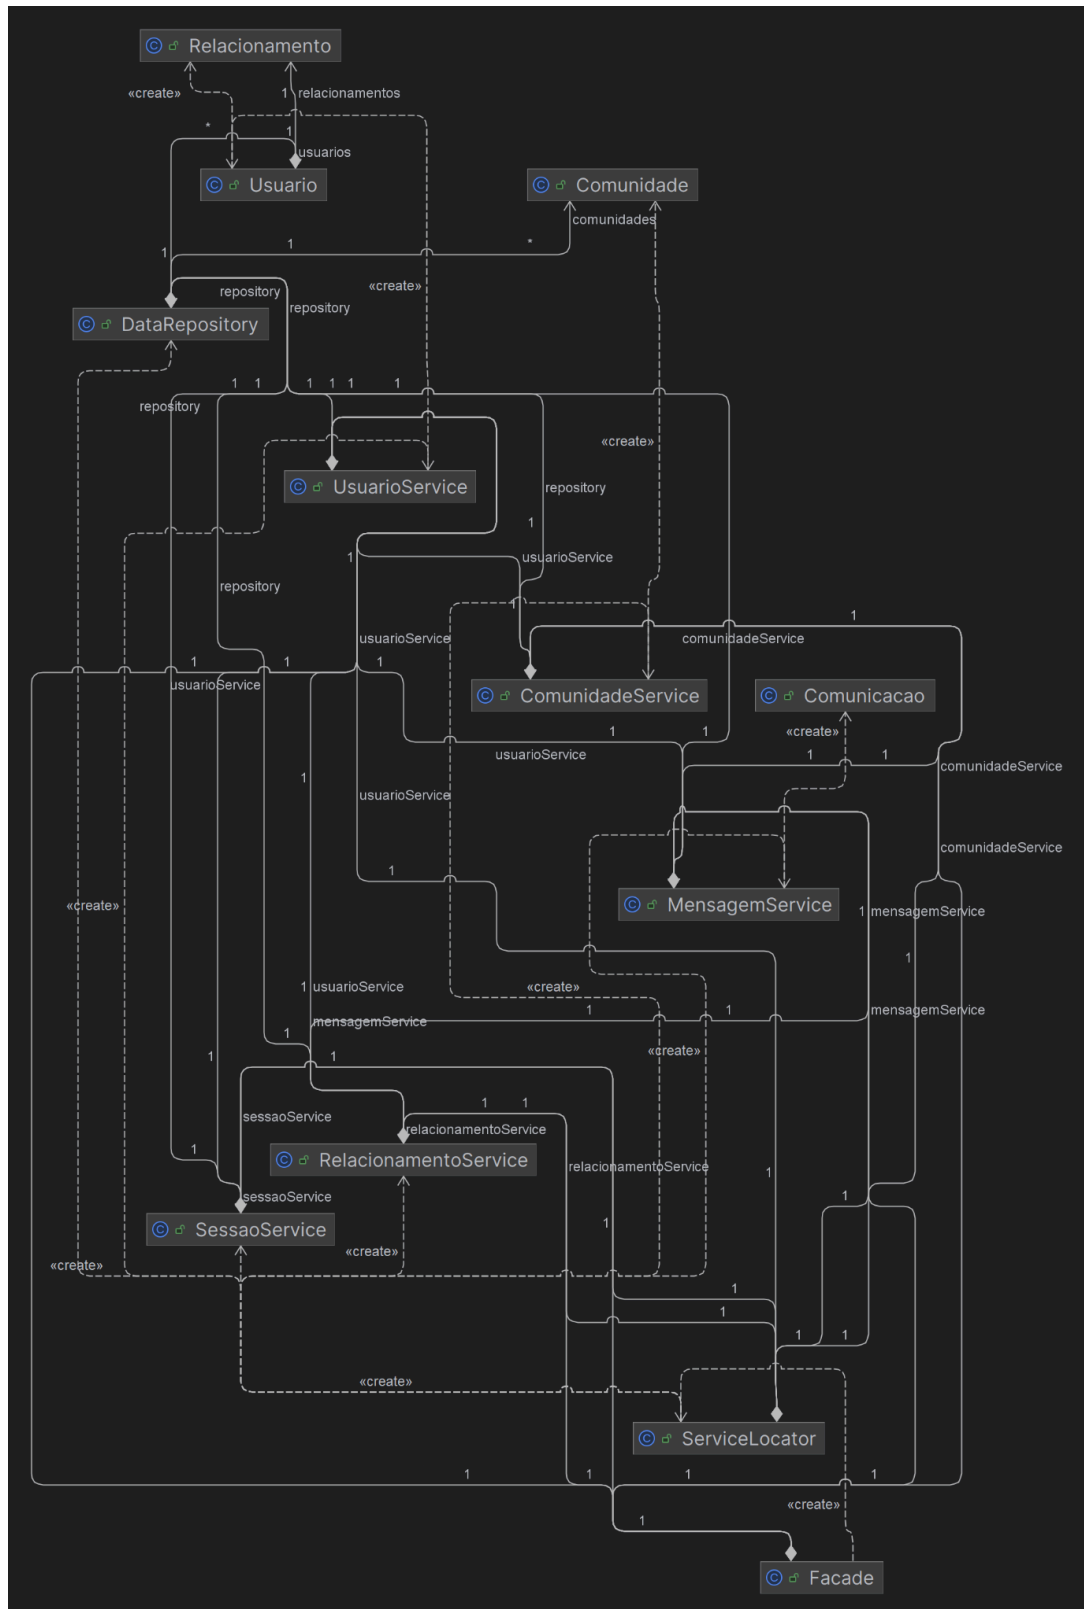 Relacionamento
«create»
1 relacionamentos
*
1
usuarios
Usuario
Comunidade
comunidades
1
*
1
«create»
repository
repository
DataRepository
1 1 1 1 1 1
repository
«create»
UsuarioService
repository
1
1
usuarioService
repository
1
1
usuarioService
comunidadeService
1 1 1
usuarioService
ComunidadeService
Comunicacao
1 1
«create»
usuarioService
1 1
comunidadeService
1
usuarioService
comunidadeService
1
«create»
MensagemService
1 mensagemService
1
1 usuarioService
«create»
1 1
mensagemService
mensagemService
1
1 1
«create»
1 1
sessaoService
relacionamentoService
1
RelacionamentoService
relacionamentoService
1
sessaoService
1
SessaoService
1
«create»
«create»
1
1
1 1
«create»
ServiceLocator
1 1 1 1
«create»
1
Facade